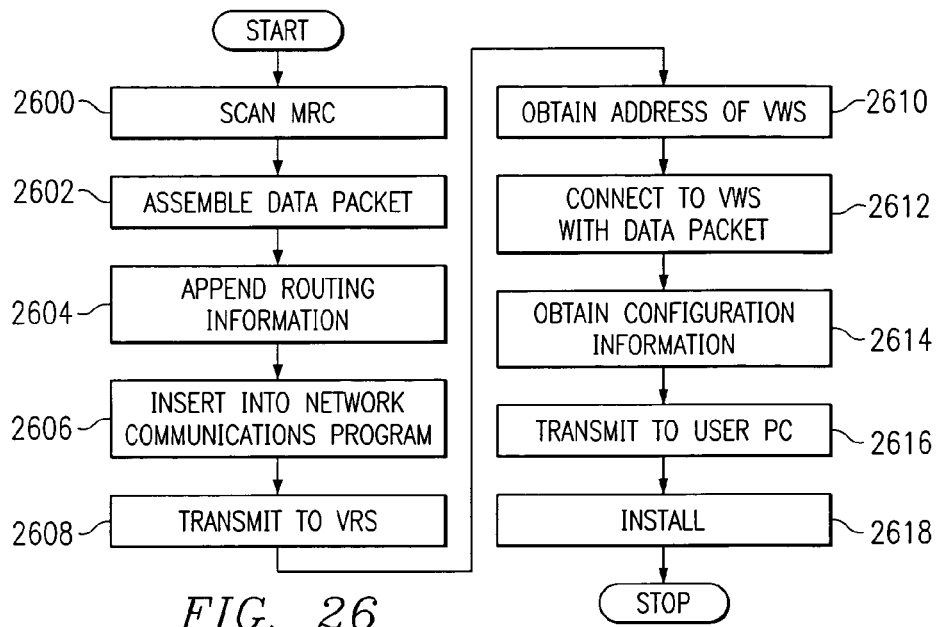 START
2600
SCAN MRC
2602
ASSEMBLE DATA PACKET
2604
APPEND ROUTING
INFORMATION
2606
INSERT INTO NETWORK
COMMUNICATIONS PROGRAM
2608
TRANSMIT TO VRS
OBTAIN ADDRESS OF VWS
2610
CONNECT TO VWS
WITH DATA PACKET
2612
OBTAIN CONFIGURATION
INFORMATION
2614
TRANSMIT TO USER PC
2616
INSTALL
2618
STOP
FIG. 26